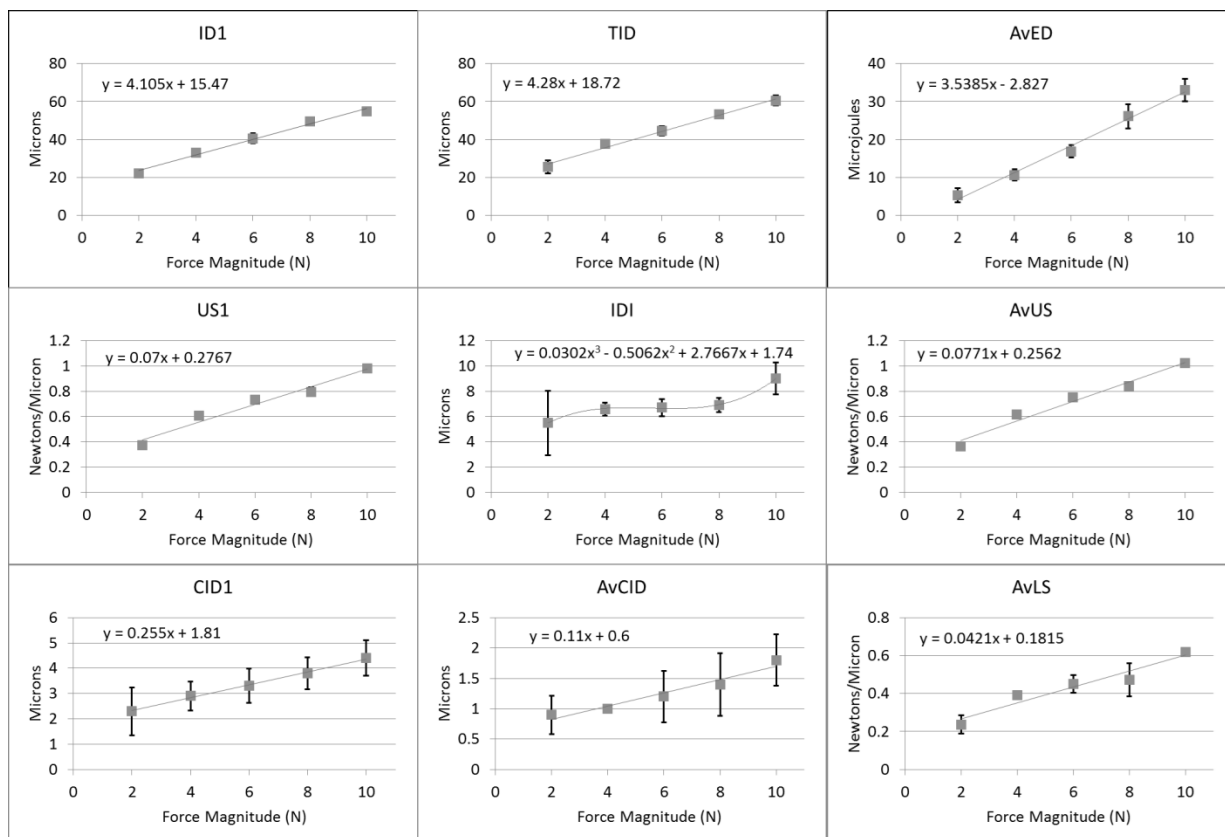 ID1
y = 4.105x + 15.47
80
60
40
20
0
Microns
0 2 4 6 8 10
Force Magnitude (N)
TID
y = 4.28x + 18.72
80
60
40
20
0
Microns
0 2 4 6 8 10
Force Magnitude (N)
AvED
y = 3.5385x - 2.827
40
30
20
10
0
Microjoules
0 2 4 6 8 10
Force Magnitude (N)
US1
y = 0.07x + 0.2767
1.2
1
0.8
0.6
0.4
0.2
0
Newtons/Micron
0 2 4 6 8 10
Force Magnitude (N)
IDI
y = 0.0302x³ - 0.5062x² + 2.7667x + 1.74
12
10
8
6
4
2
0
Microns
0 2 4 6 8 10
Force Magnitude (N)
AvUS
y = 0.0771x + 0.2562
1.2
1
0.8
0.6
0.4
0.2
0
Newtons/Micron
0 2 4 6 8 10
Force Magnitude (N)
CID1
y = 0.255x + 1.81
6
5
4
3
2
1
0
Microns
0 2 4 6 8 10
Force Magnitude (N)
AvCID
y = 0.11x + 0.6
2.5
2
1.5
1
0.5
0
Microns
0 2 4 6 8 10
Force Magnitude (N)
AvLS
y = 0.0421x + 0.1815
0.8
0.6
0.4
0.2
0
Newtons/Micron
0 2 4 6 8 10
Force Magnitude (N)